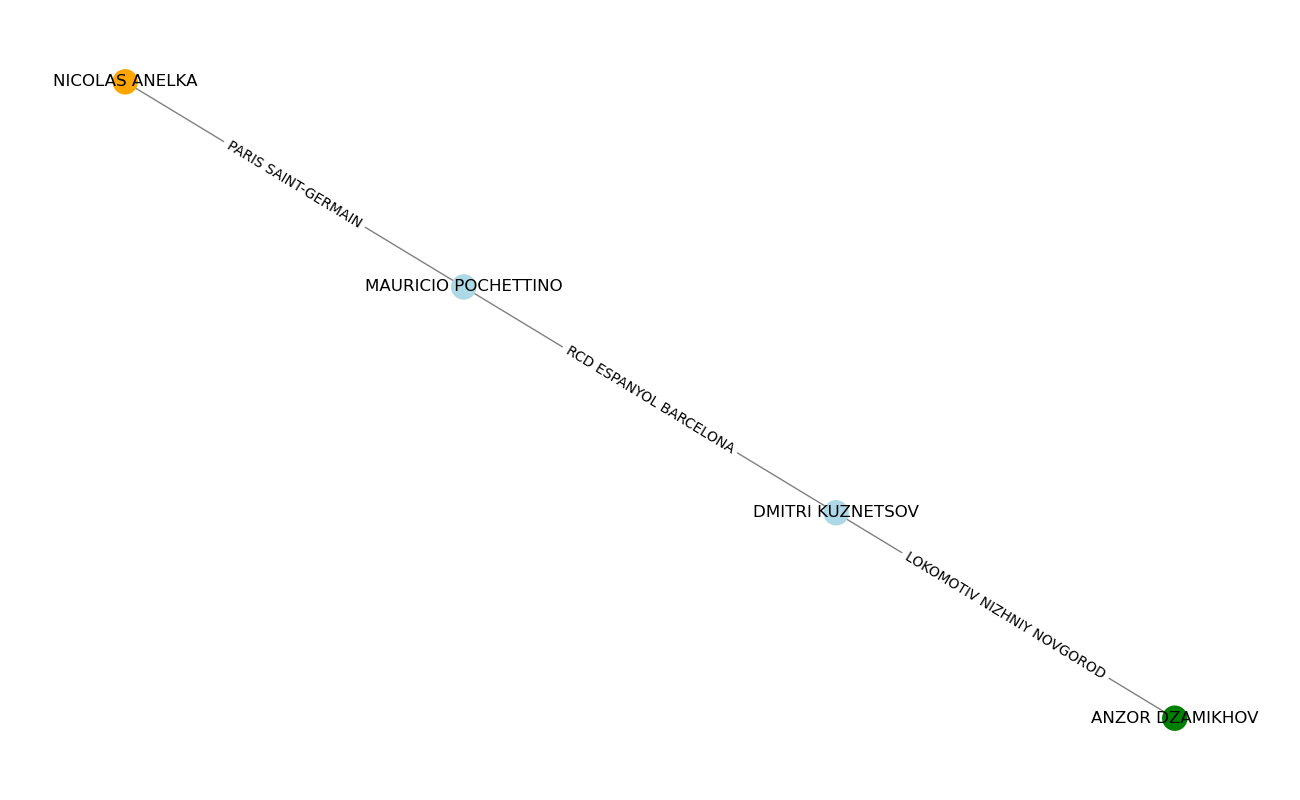 NICOLAS ANELKA
PARIS SAINT-GERMAIN
MAURICIO POCHETTINO
RCD ESPANYOL BARCELONA
DMITRI KUZNETSOV
LOKOMOTIV NIZHNIY NOVGOROD
ANZOR DZAMIKHOV